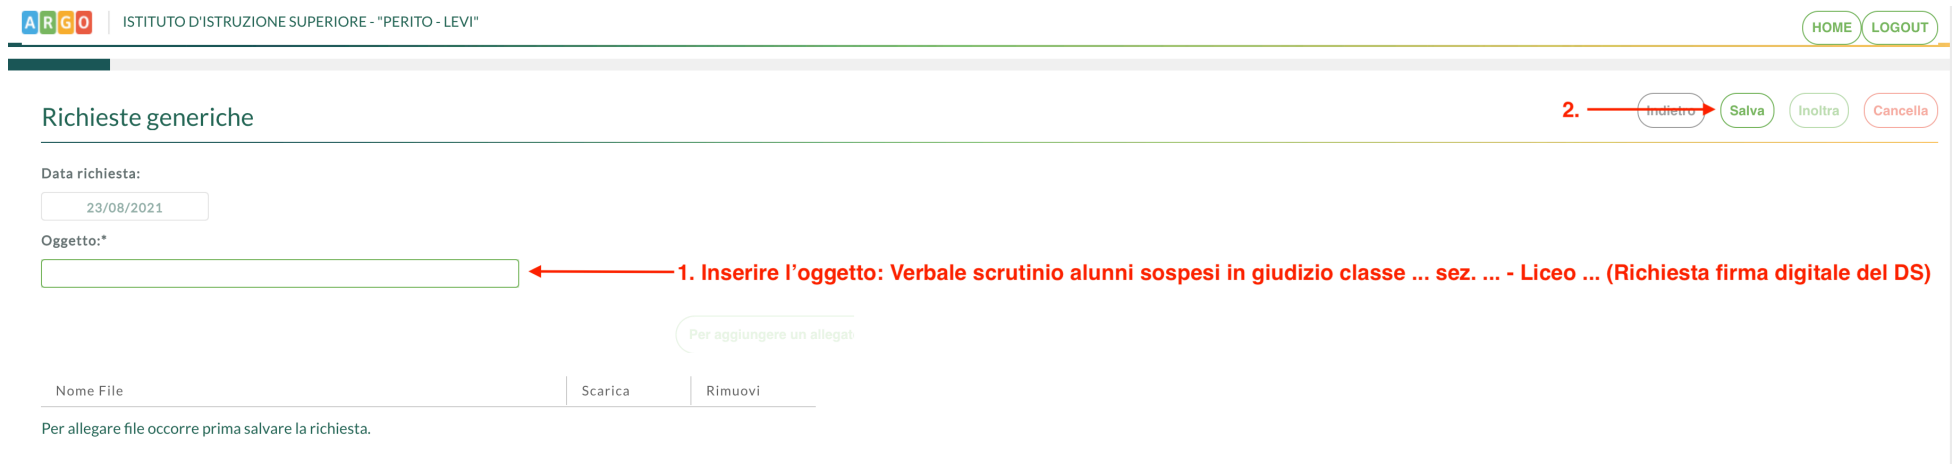 ARGO ISTITUTO D'ISTRUZIONE SUPERIORE - "PERITO - LEVI" HOME LOGOUT
Richieste generiche 2. Indietro Salva Inoltra Cancella
Data richiesta:
23/08/2021
Oggetto:*
1. Inserire l'oggetto: Verbale scrutinio alunni sospesi in giudizio classe ... sez. ... - Liceo ... (Richiesta firma digitale del DS)
Per aggiungere un allegat
Nome File Scarica Rimuovi
Per allegare file occorre prima salvare la richiesta.